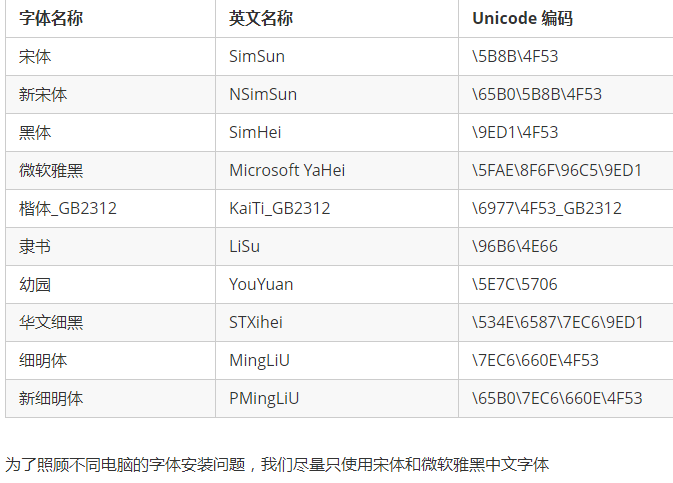 字体名称 英文名称 Unicode 编码
宋体 SimSun \5B8B\4F53
新宋体 NSimSun \65B0\5B8B\4F53
黑体 SimHei \9ED1\4F53
微软雅黑 Microsoft YaHei \5FAE\8F6F\96C5\9ED1
楷体_GB2312 KaiTi_GB2312 \6977\4F53_GB2312
隶书 LiSu \96B6\4E66
幼园 YouYuan \5E7C\5706
华文细黑 STXihei \534E\6587\7EC6\9ED1
细明体 MingLiU \7EC6\660E\4F53
新细明体 PMingLiU \65B0\7EC6\660E\4F53
为了照顾不同电脑的字体安装问题，我们尽量只使用宋体和微软雅黑中文字体